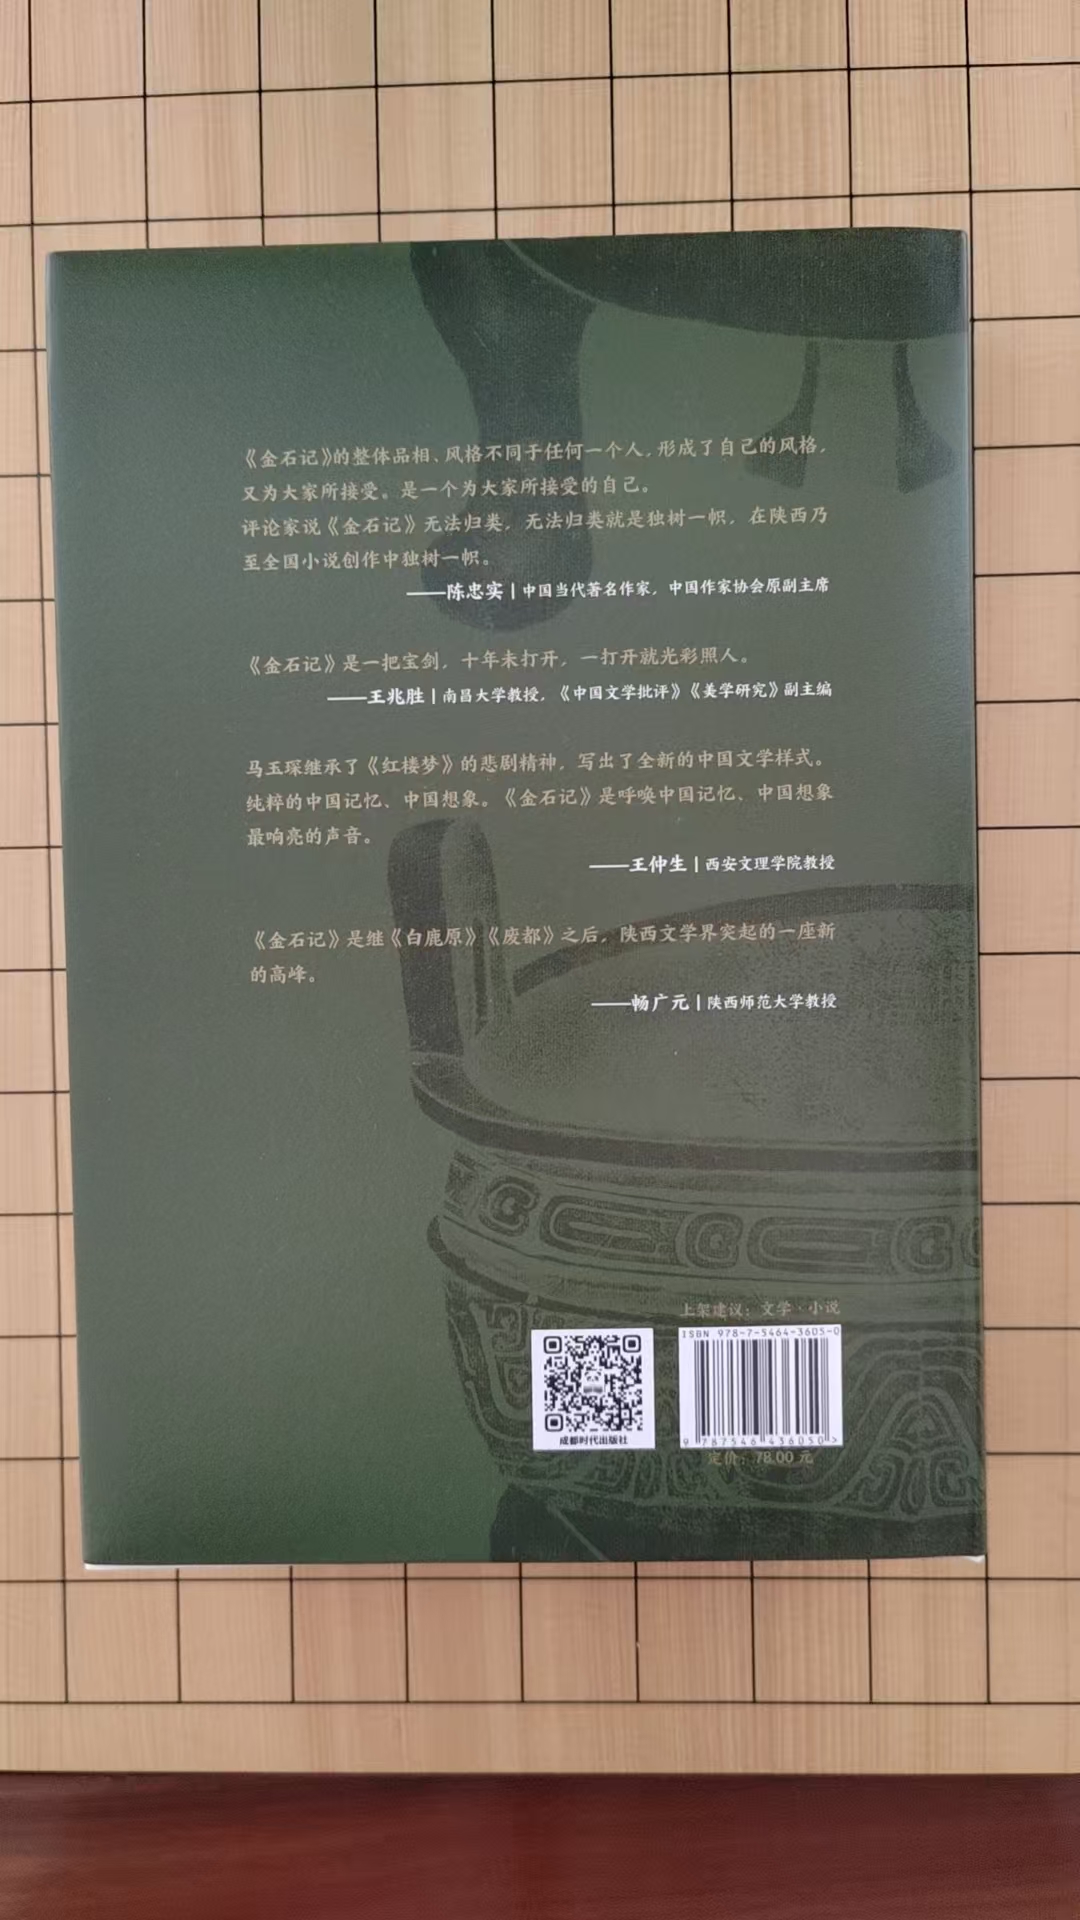 《金石记》的整体品相、风格不同于任何一个人，形成了自己的风格，
又为大家所接受。是一个为大家所接受的自己。
评论家说《金石记》无法归类，无法归类就是独树一帜，在陕西乃
至全国小说创作中独树一帜。
——陈忠实 | 中国当代著名作家，中国作家协会原副主席
《金石记》是一把宝剑，十年未打开，一打开就光彩照人。
——王兆胜 | 南昌大学教授，《中国文学批评》《美学研究》副主编
马玉琛继承了《红楼梦》的悲剧精神，写出了全新的中国文学样式。
纯粹的中国记忆、中国想象。《金石记》是呼唤中国记忆、中国想象
最响亮的声音。
——王仲生 | 西安文理学院教授
《金石记》是继《白鹿原》《废都》之后，陕西文学界突起的一座新
的高峰。
——畅广元 | 陕西师范大学教授
上架建议：文学·小说
ISBN 978-7-5464-3605-0
成都时代出版社
9 787546 436050 >
定价：78.00 元